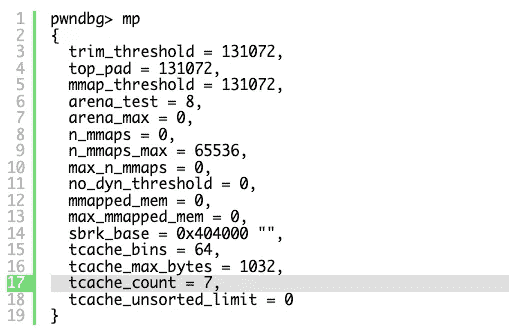 1 pwndbg> mp
2 {
3 trim_threshold = 131072,
4 top_pad = 131072,
5 mmap_threshold = 131072,
6 arena_test = 8,
7 arena_max = 0,
8 n_mmaps = 0,
9 n_mmaps_max = 65536,
10 max_n_mmaps = 0,
11 no_dyn_threshold = 0,
12 mmapped_mem = 0,
13 max_mmapped_mem = 0,
14 sbrk_base = 0x404000 "",
15 tcache_bins = 64,
16 tcache_max_bytes = 1032,
17 tcache_count = 7,
18 tcache_unsorted_limit = 0
19 }